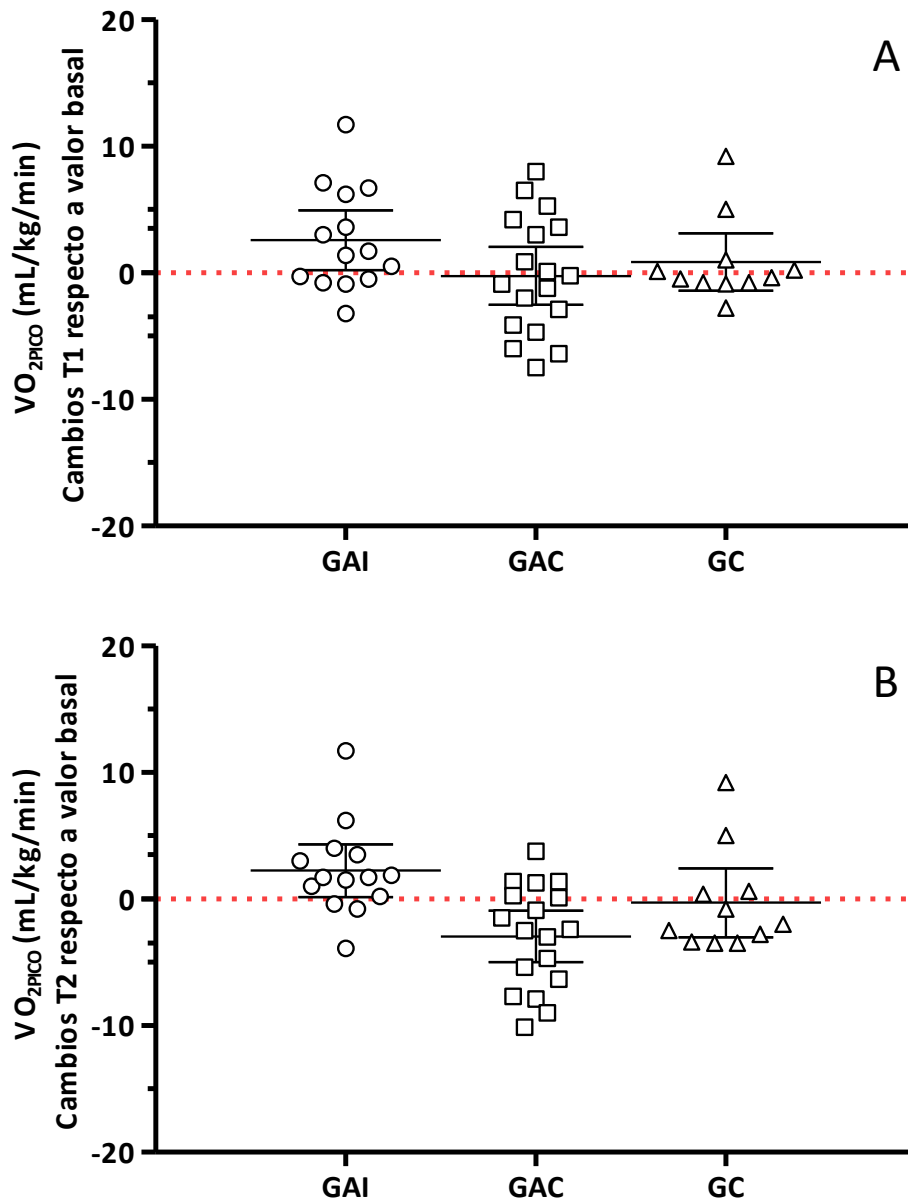 A
VO2PICO (mL/kg/min)
Cambios T1 respecto a valor basal
20
10
0
-10
-20
GAI GAC GC
B
VO2PICO (mL/kg/min)
Cambios T2 respecto a valor basal
20
10
0
-10
-20
GAI GAC GC